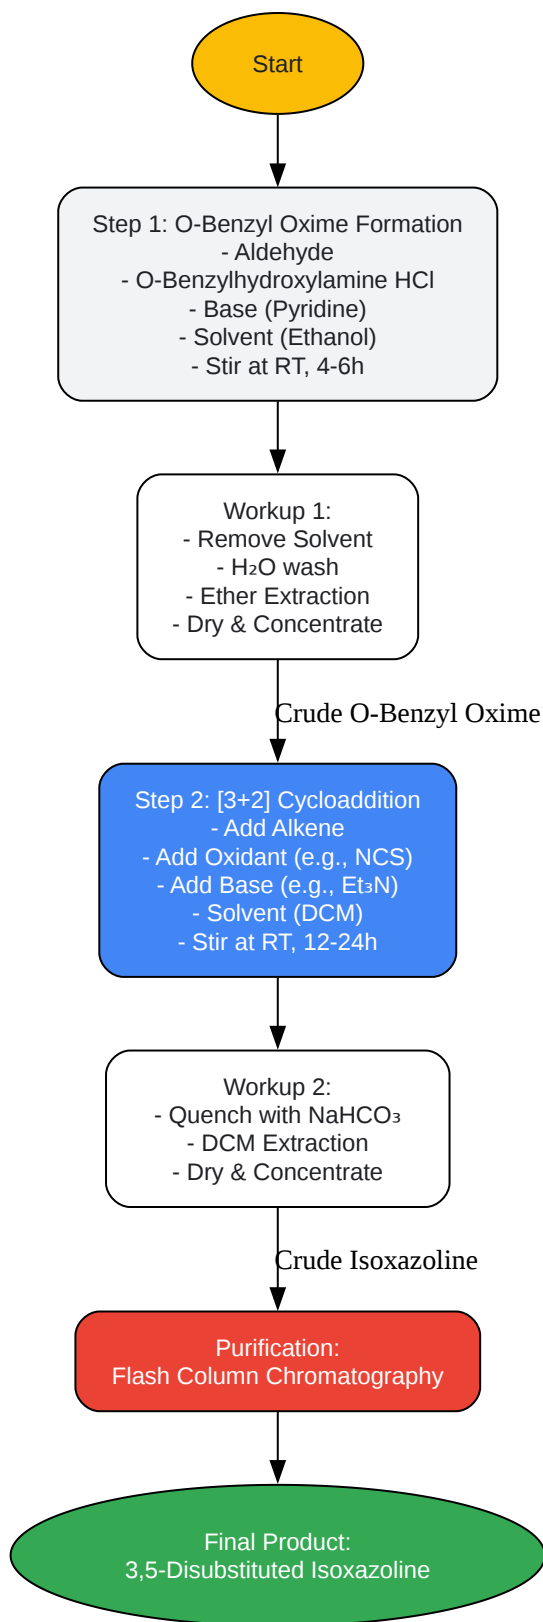 Start
Step 1: O-Benzyl Oxime Formation
- Aldehyde
- O-Benzylhydroxylamine HCl
- Base (Pyridine)
- Solvent (Ethanol)
- Stir at RT, 4-6h
Workup 1:
- Remove Solvent
- H₂O wash
- Ether Extraction
- Dry & Concentrate
Crude O-Benzyl Oxime
Step 2: [3+2] Cycloaddition
- Add Alkene
- Add Oxidant (e.g., NCS)
- Add Base (e.g., Et₃N)
- Solvent (DCM)
- Stir at RT, 12-24h
Workup 2:
- Quench with NaHCO₃
- DCM Extraction
- Dry & Concentrate
Crude Isoxazoline
Purification:
Flash Column Chromatography
Final Product:
3,5-Disubstituted Isoxazoline